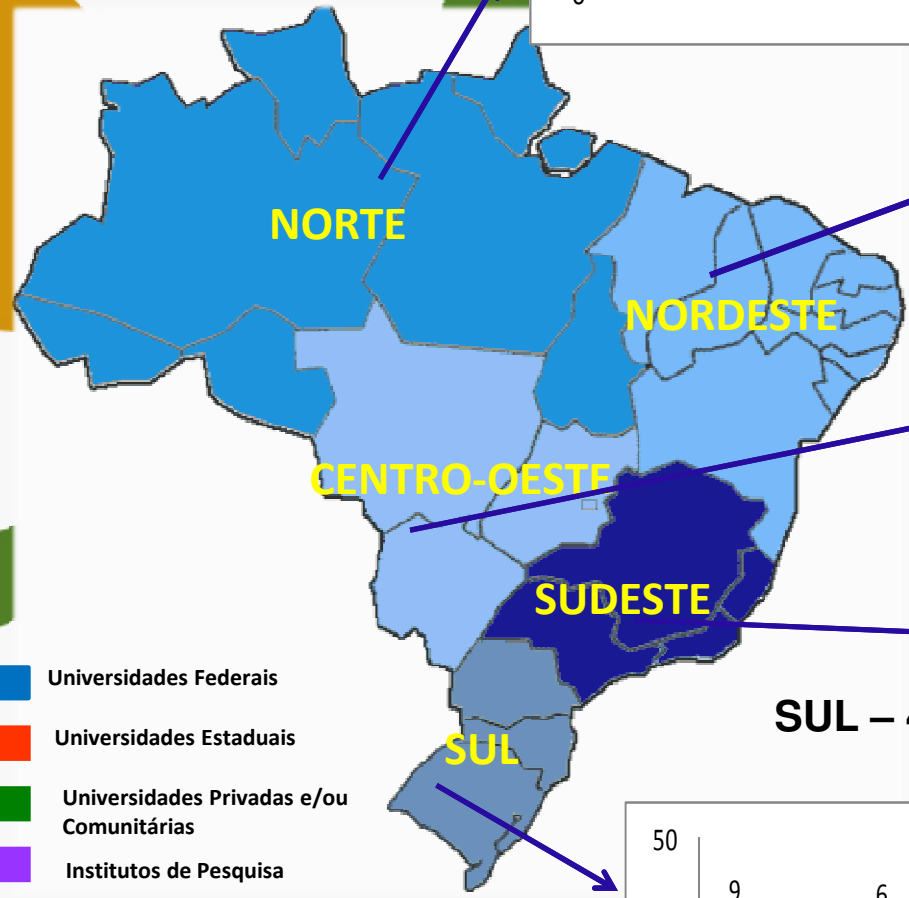 NORTE
NORDESTE
CENTRO-OESTE
SUDESTE
Universidades Federais
Universidades Estaduais
SUL –
SUL
Universidades Privadas e/ou
Comunitárias
Institutos de Pesquisa
50
9
6